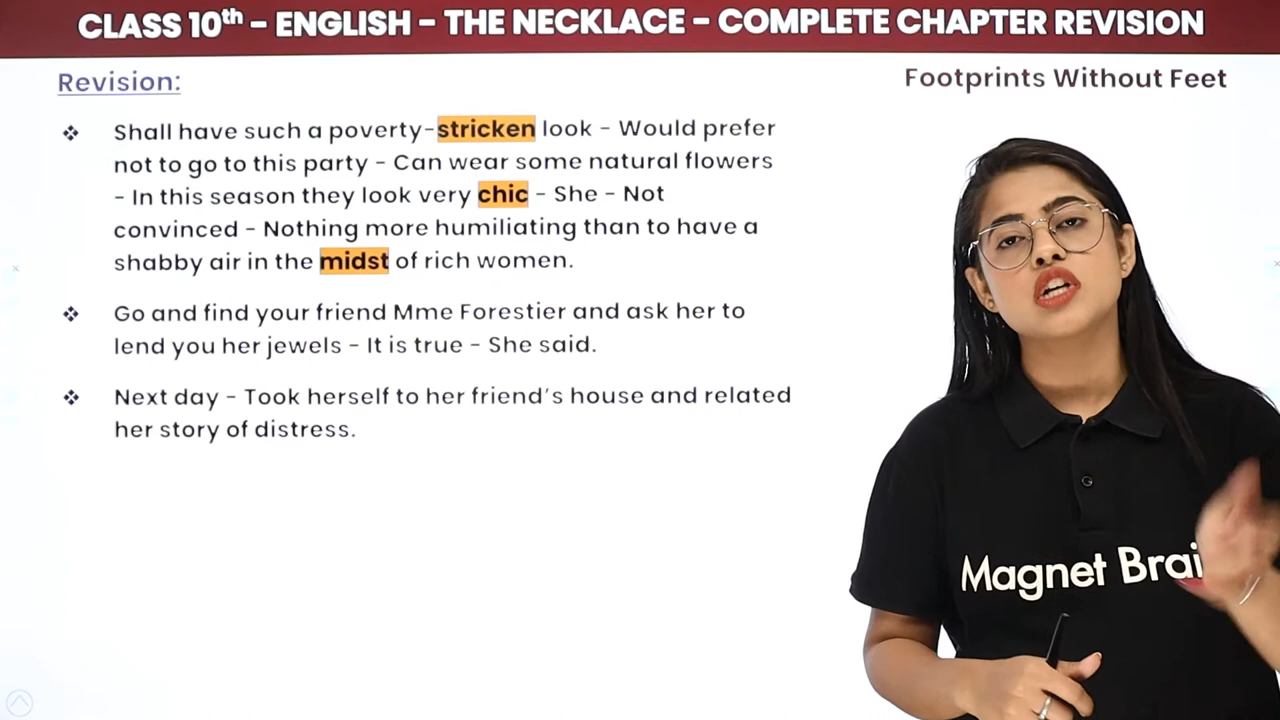 CLASS 10th – ENGLISH – THE NECKLACE – COMPLETE CHAPTER REVISION
Revision:
Footprints Without Feet
❖ Shall have such a poverty-stricken look – Would prefer
not to go to this party – Can wear some natural flowers
– In this season they look very chic – She – Not
convinced – Nothing more humiliating than to have a
shabby air in the midst of rich women.
❖ Go and find your friend Mme Forestier and ask her to
lend you her jewels – It is true – She said.
❖ Next day – Took herself to her friend's house and related
her story of distress.
Magnet Brai